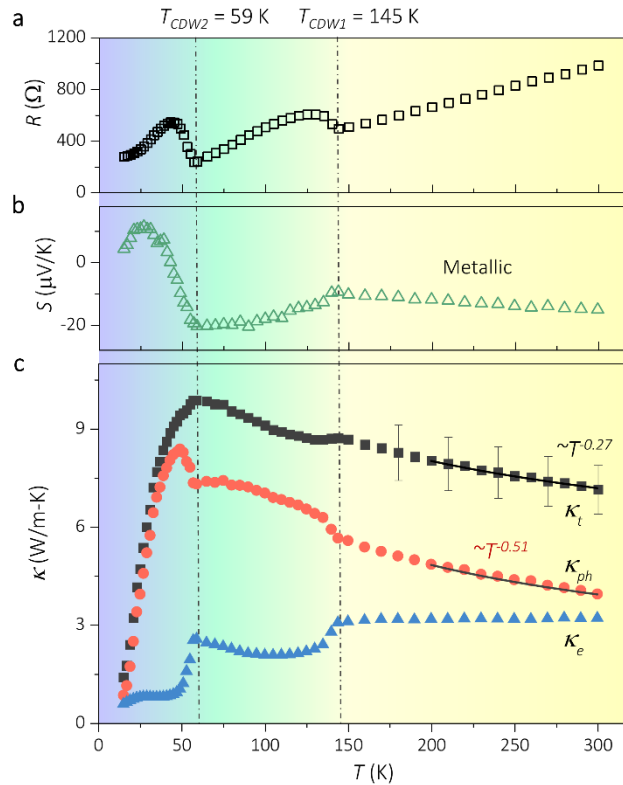 T_CDW2 = 59 K T_CDW1 = 145 K
a
1200
800
400
0
R (Ω)
b
0
-20
S (μV/K)
Metallic
c
9
6
3
0
κ (W/m-K)
~T^-0.27
κ_t
~T^-0.51
κ_ph
κ_e
0 50 100 150 200 250 300
T (K)